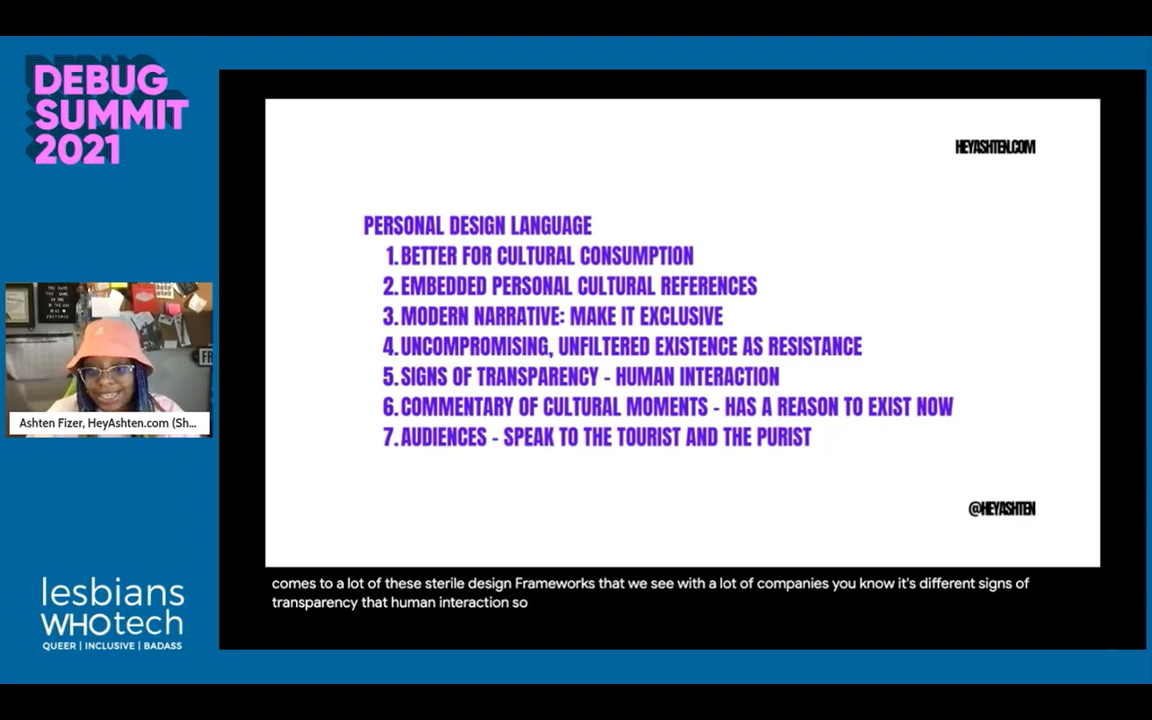 DEBUG
SUMMIT
2021
HEYASHTEN.COM
PERSONAL DESIGN LANGUAGE
1. BETTER FOR CULTURAL CONSUMPTION
2. EMBEDDED PERSONAL CULTURAL REFERENCES
3. MODERN NARRATIVE: MAKE IT EXCLUSIVE
4. UNCOMPROMISING, UNFILTERED EXISTENCE AS RESISTANCE
5. SIGNS OF TRANSPARENCY - HUMAN INTERACTION
6. COMMENTARY OF CULTURAL MOMENTS - HAS A REASON TO EXIST NOW
7. AUDIENCES - SPEAK TO THE TOURIST AND THE PURIST
@HEYASHTEN
Ashten Fizer, HeyAshten.com (Sh...
comes to a lot of these sterile design Frameworks that we see with a lot of companies you know it's different signs of
transparency that human interaction so
lesbians
WHOtech
QUEER | INCLUSIVE | BADASS